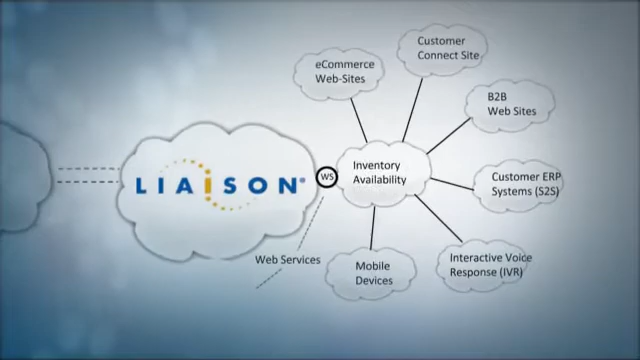 Customer
Connect Site
eCommerce
Web-Sites
B2B
Web Sites
LIAISON®
WS
Inventory
Availability
Customer ERP
Systems (S2S)
Web Services
Mobile
Devices
Interactive Voice
Response (IVR)